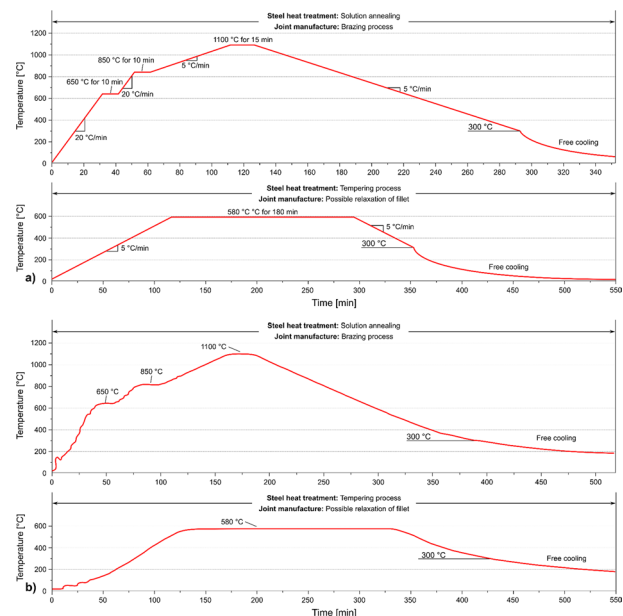 Steel heat treatment: Solution annealing
Joint manufacture: Brazing process
1100 °C for 15 min
850 °C for 10 min
650 °C for 10 min
20 °C/min
20 °C/min
5 °C/min
5 °C/min
300 °C
Free cooling
Temperature [°C]
1200
1000
800
600
400
200
0
0 20 40 60 80 100 120 140 160 180 200 220 240 260 280 300 320 340
Steel heat treatment: Tempering process
Joint manufacture: Possible relaxation of fillet
580 °C °C for 180 min
5 °C/min
5 °C/min
300 °C
Free cooling
Temperature [°C]
600
400
200
0
a)
0 50 100 150 200 250 300 350 375 400 450 500 550
Time [min]
Steel heat treatment: Solution annealing
Joint manufacture: Brazing process
1100 °C
850 °C
650 °C
300 °C
Free cooling
Temperature [°C]
1200
1000
800
600
400
200
0
0 50 100 150 200 250 300 350 400 450 500
Steel heat treatment: Tempering process
Joint manufacture: Possible relaxation of fillet
580 °C
300 °C
Free cooling
Temperature [°C]
600
400
200
0
b)
0 50 100 150 200 250 300 350 400 450 500 550
Time [min]